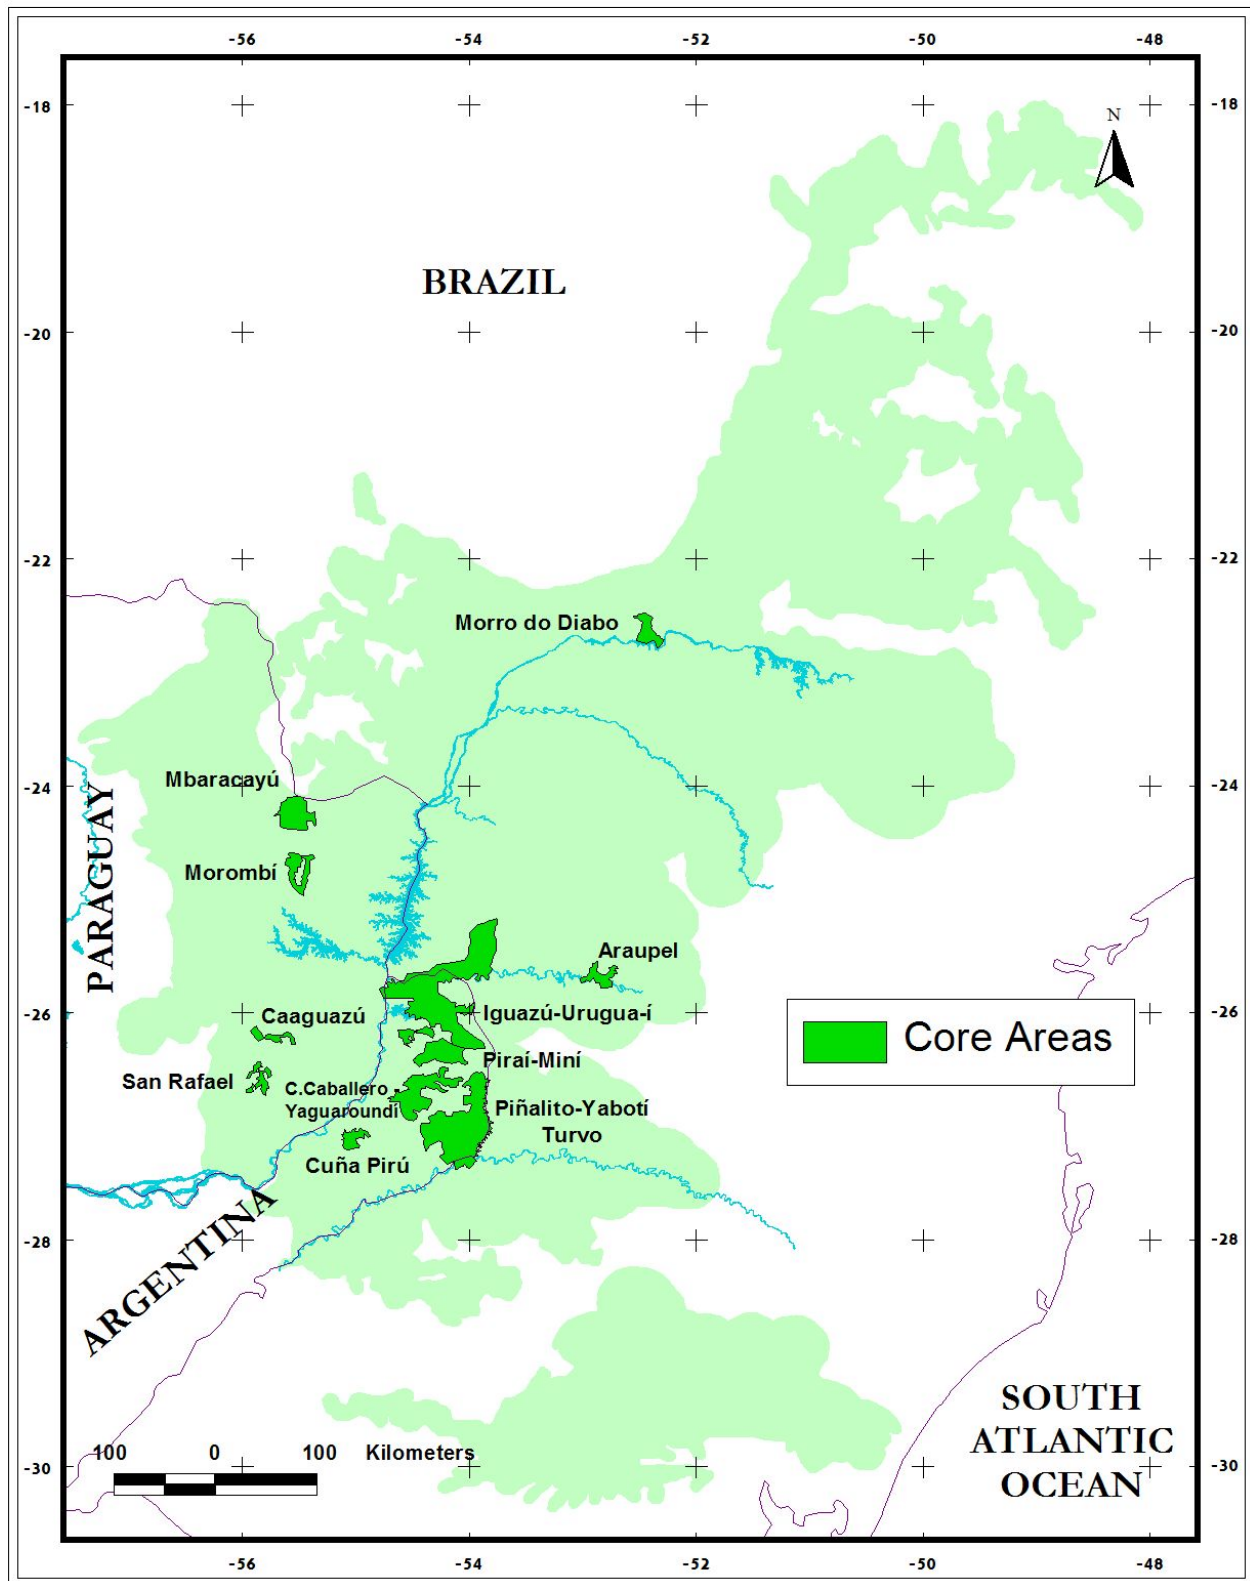 -56 -54 -52 -50 -48
-18 -18
N
BRAZIL
-20 -20
-22 -22
Morro do Diabo
Mbaracayú
-24 -24
PARAGUAY
Morombí
Araupel
Caaguazú
Iguazú-Urugua-í
-26 -26
Core Areas
Piraí-Miní
San Rafael
C.Caballero -
Yaguaroundi
Piñalito-Yabotí
Turvo
Cuña Pirú
ARGENTINA
-28 -28
SOUTH
ATLANTIC
OCEAN
100 0 100 Kilometers
-30 -30
-56 -54 -52 -50 -48